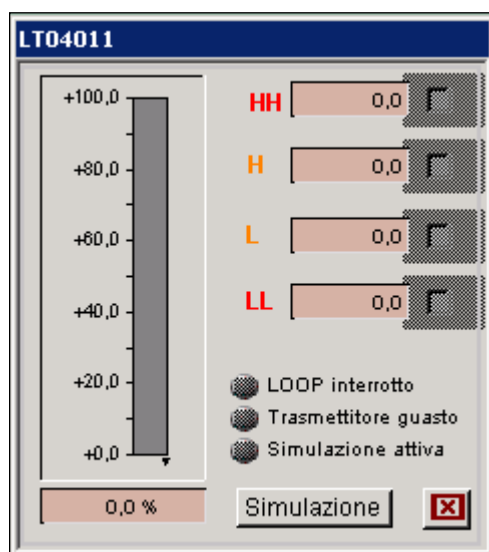 LT04011
+100,0
+80,0
+60,0
+40,0
+20,0
+0,0
0,0 %
HH 0,0
H 0,0
L 0,0
LL 0,0
LOOP interrotto
Trasmettitore guasto
Simulazione attiva
Simulazione